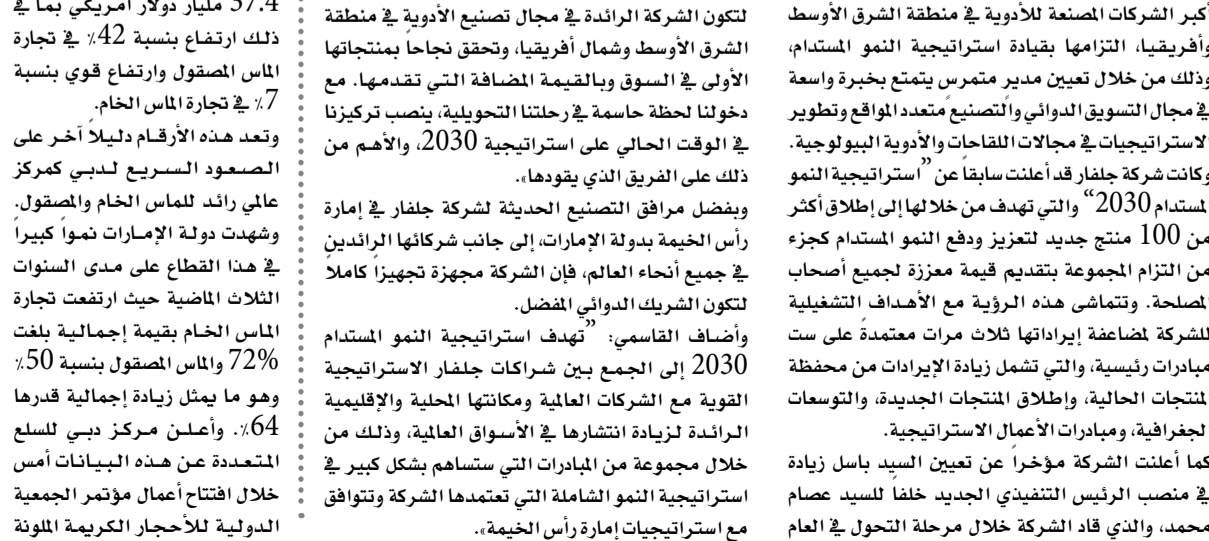 أكبر الشركات المصنعة للأدوية في منطقة الشرق الأوسط
وأفريقيا، التزامها بقيادة استراتيجية النمو المستدام،
وذلك من خلال تعيين مدير متمرس يتمتع بخبرة واسعة
في مجال التسويق الدوائي والتصنيع متعدد المواقع وتطوير
الاستراتيجيات في مجالات اللقاحات والأدوية البيولوجية.
وكانت شركة جلفار قد أعلنت سابقاً عن "استراتيجية النمو
المستدام 2030" والتي تهدف من خلالها إلى إطلاق أكثر
من 100 منتج جديد لتعزيز ودفع النمو المستدام كجزء
من التزام المجموعة بتقديم قيمة معززة لجميع أصحاب
المصلحة. وتتماشى هذه الرؤية مع الأهداف التشغيلية
للشركة لمضاعفة إيراداتها ثلاث مرات معتمدةً على ست
مبادرات رئيسية، والتي تشمل زيادة الإيرادات من محفظة
المنتجات الحالية، وإطلاق المنتجات الجديدة، والتوسعات
الجغرافية، ومبادرات الأعمال الاستراتيجية.
كما أعلنت الشركة مؤخراً عن تعيين السيد باسل زيادة
في منصب الرئيس التنفيذي الجديد خلفاً للسيد عصام
محمد، والذي قاد الشركة خلال مرحلة التحول في العام
لتكون الشركة الرائدة في مجال تصنيع الأدوية في منطقة
الشرق الأوسط وشمال أفريقيا، وتحقق نجاحاً بمنتجاتها
الأولى في السوق وبالقيمة المضافة التي تقدمها. مع
دخولنا لحظة حاسمة في رحلتنا التحويلية، ينصب تركيزنا
في الوقت الحالي على استراتيجية 2030، والأهم من
ذلك على الفريق الذي يقودها».
وبفضل مرافق التصنيع الحديثة لشركة جلفار في إمارة
رأس الخيمة بدولة الإمارات، إلى جانب شركائها الرائدين
في جميع أنحاء العالم، فإن الشركة مجهزة تجهيزاً كاملاً
لتكون الشريك الدوائي المفضل.
وأضاف القاسمي: "تهدف استراتيجية النمو المستدام
2030 إلى الجمع بين شراكات جلفار الاستراتيجية
القوية مع الشركات العالمية ومكانتها المحلية والإقليمية
الرائدة لزيادة انتشارها في الأسواق العالمية، وذلك من
خلال مجموعة من المبادرات التي ستساهم بشكل كبير في
استراتيجية النمو الشاملة التي تعتمدها الشركة وتتوافق
مع استراتيجيات إمارة رأس الخيمة».
37.4 مليار دولار أمريكي بما في
ذلك ارتفاع بنسبة 42٪ في تجارة
الماس المصقول وارتفاع قوي بنسبة
7٪ في تجارة الماس الخام.
وتعد هذه الأرقام دليلاً آخر على
الصعود السريع لدبي كمركز
عالمي رائد للماس الخام والمصقول.
وشهدت دولة الإمارات نمواً كبيراً
في هذا القطاع على مدى السنوات
الثلاث الماضية حيث ارتفعت تجارة
الماس الخام بقيمة إجمالية بلغت
72% والماس المصقول بنسبة 50٪
وهو ما يمثل زيادة إجمالية قدرها
64٪. وأعلن مركز دبي للسلع
المتعددة عن هذه البيانات أمس
خلال افتتاح أعمال مؤتمر الجمعية
الدولية للأحجار الكريمة الملونة